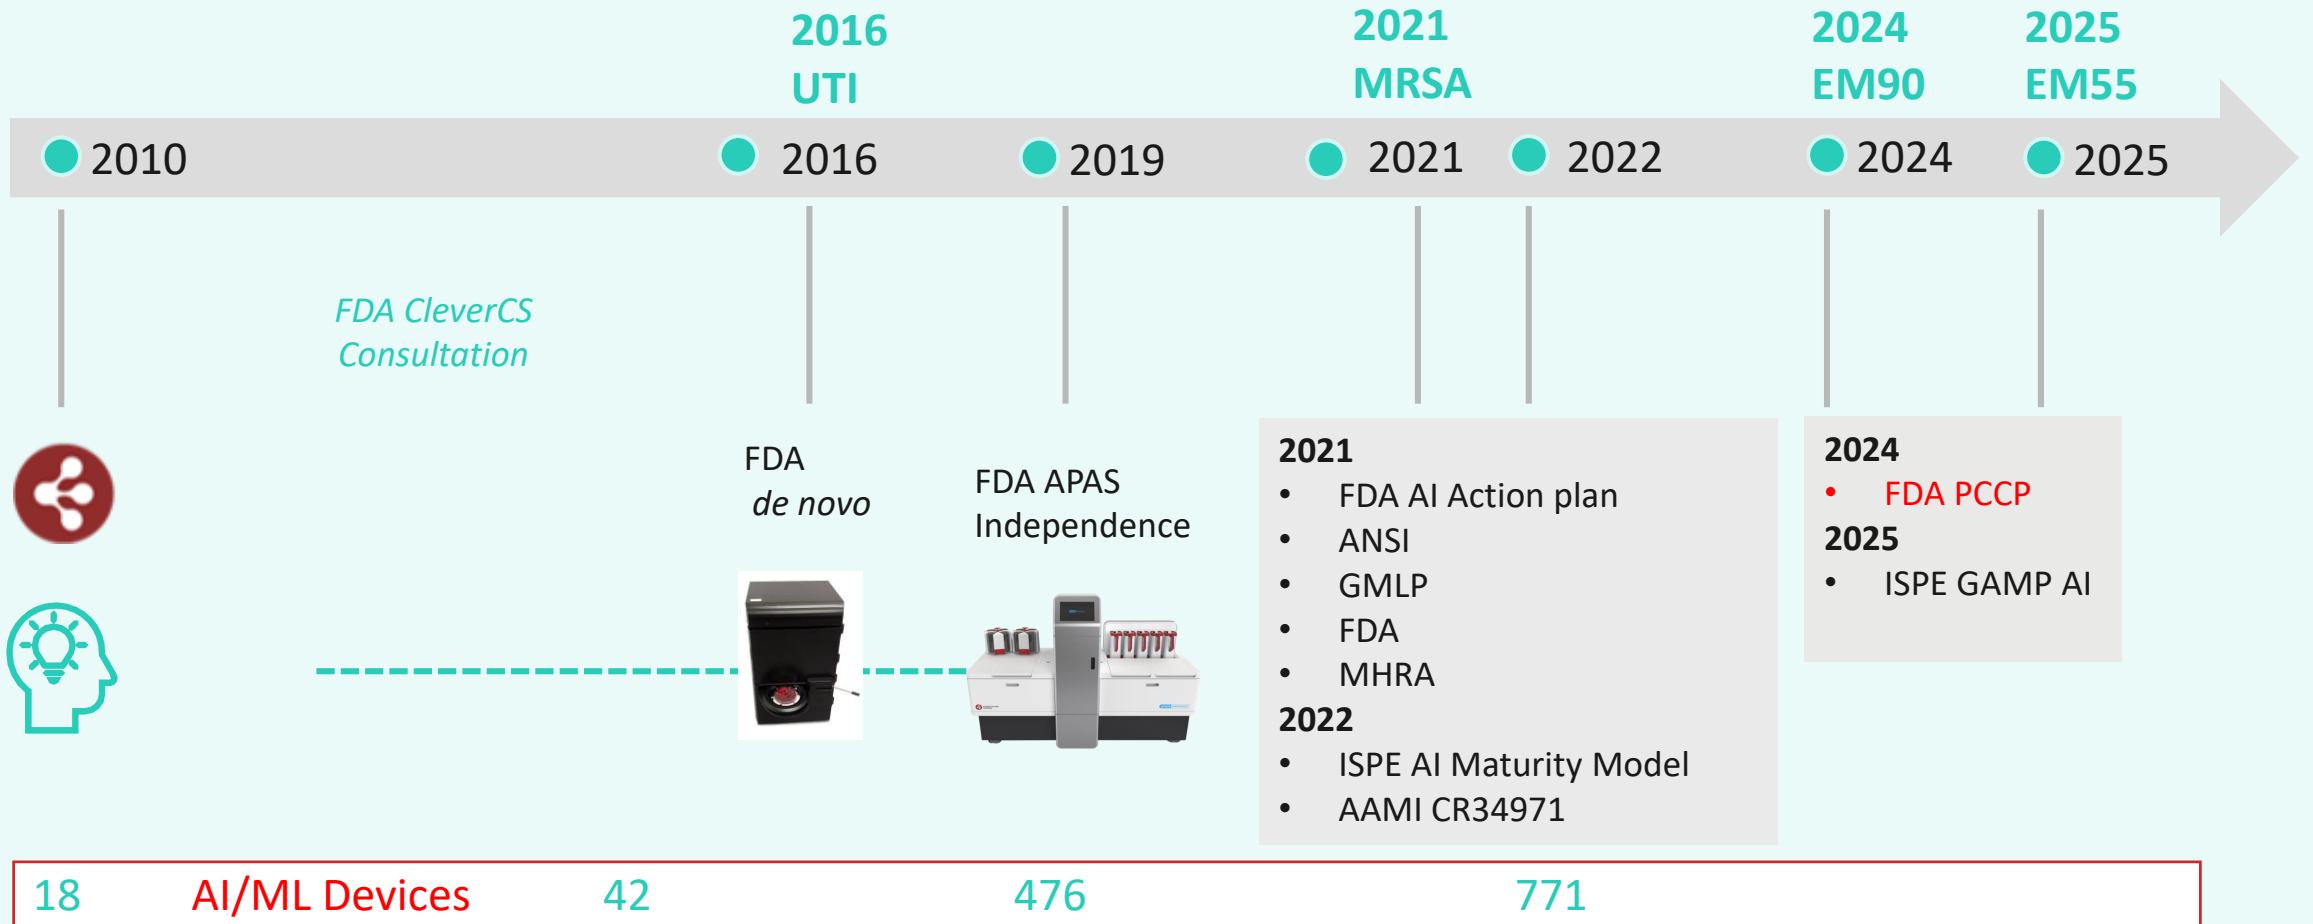 2016
UTI
2021
MRSA
2024
EM90
2025
EM55
2010
2016
2019
2021
2022
2024
2025
FDA CleverCS
Consultation
FDA
de novo
FDA APAS
Independence
2021
• FDA AI Action plan
• ANSI
• GMLP
• FDA
• MHRA
2022
• ISPE AI Maturity Model
• AAMI CR34971
2024
• FDA PCCP
2025
• ISPE GAMP AI
18 AI/ML Devices 42 476 771